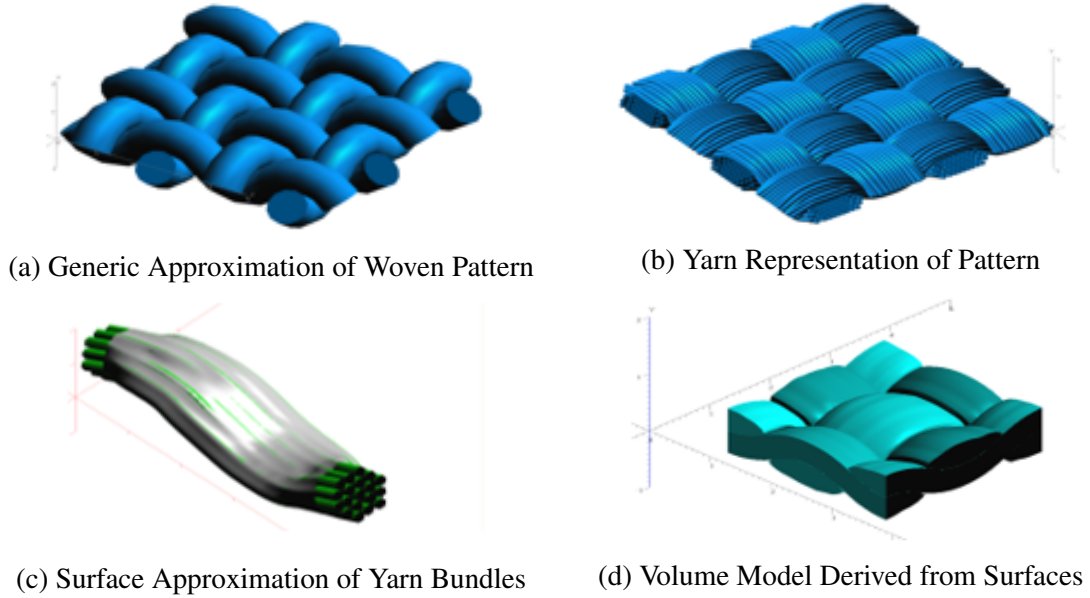 (a) Generic Approximation of Woven Pattern
(b) Yarn Representation of Pattern
(c) Surface Approximation of Yarn Bundles
(d) Volume Model Derived from Surfaces